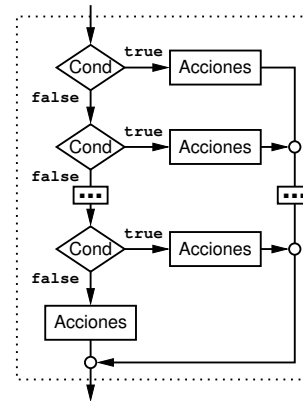 Cond true Acciones
false
Cond true Acciones
false
Cond true Acciones
false
Acciones